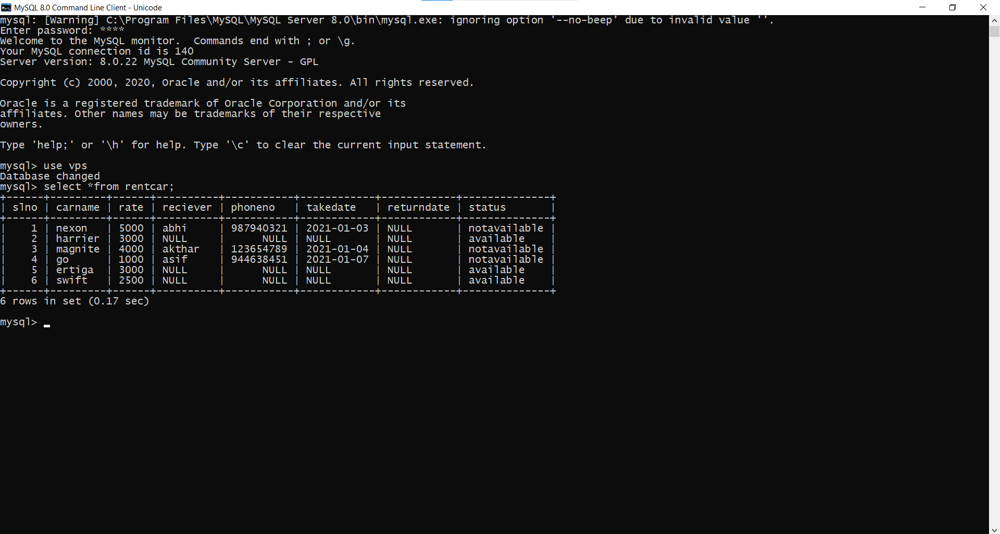 MySQL 8.0 Command Line Client - Unicode
mysql: [Warning] C:\Program Files\MySQL\MySQL Server 8.0\bin\mysql.exe: ignoring option '--no-beep' due to invalid value ''.
Enter password: ****
Welcome to the MySQL monitor.  Commands end with ; or \g.
Your MySQL connection id is 140
Server version: 8.0.22 MySQL Community Server - GPL
Copyright (c) 2000, 2020, Oracle and/or its affiliates. All rights reserved.
Oracle is a registered trademark of Oracle Corporation and/or its
affiliates. Other names may be trademarks of their respective
owners.
Type 'help;' or '\h' for help. Type '\c' to clear the current input statement.
mysql> use vps
Database changed
mysql> select *from rentcar;
+------+---------+------+----------+-----------+------------+------------+--------------+
| slno | carname | rate | reciever | phoneno   | takedate   | returndate | status       |
+------+---------+------+----------+-----------+------------+------------+--------------+
|    1 | nexon   | 5000 | abhi     | 987940321 | 2021-01-03 | NULL       | notavailable |
|    2 | harrier | 3000 | NULL     |      NULL | NULL       | NULL       | available    |
|    3 | magnite | 4000 | akthar   | 123654789 | 2021-01-04 | NULL       | notavailable |
|    4 | go      | 1000 | asif     | 944638451 | 2021-01-07 | NULL       | notavailable |
|    5 | ertiga  | 3000 | NULL     |      NULL | NULL       | NULL       | available    |
|    6 | swift   | 2500 | NULL     |      NULL | NULL       | NULL       | available    |
+------+---------+------+----------+-----------+------------+------------+--------------+
6 rows in set (0.17 sec)
mysql> _